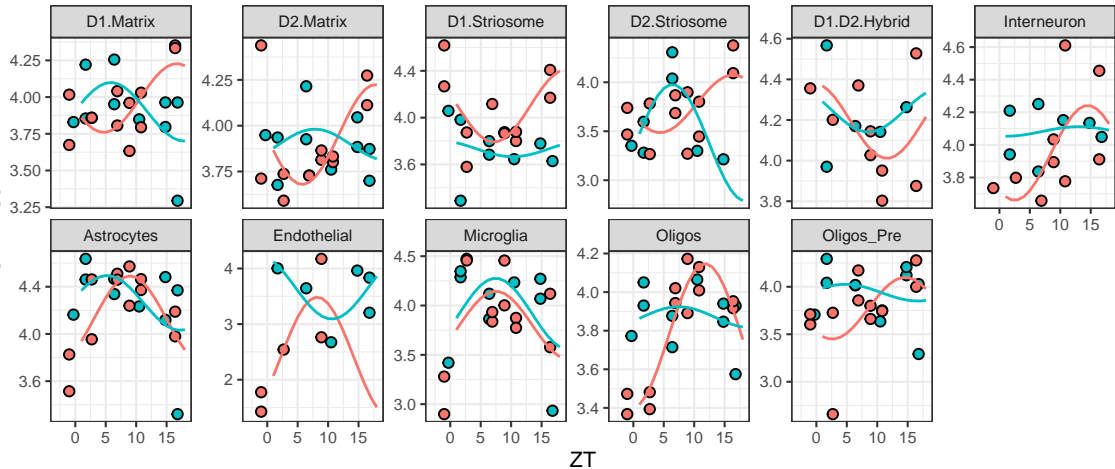 D1.Matrix D2.Matrix D1.Striosome D2.Striosome D1.D2.Hybrid Interneuron
4.25 4.00 3.75 3.50 3.25
4.25 4.00 3.75
4.4 4.0 3.6
4.0 3.5 3.0
4.6 4.4 4.2 4.0 3.8
4.6 4.4 4.2 4.0 3.8
0 5 10 15
Astrocytes Endothelial Microglia Oligos Oligos_Pre
4.4 4.0 3.6
4 3 2
4.5 4.0 3.5 3.0
4.2 4.0 3.8 3.6 3.4
4.0 3.5 3.0
0 5 10 15 0 5 10 15 0 5 10 15 0 5 10 15 0 5 10 15
ZT